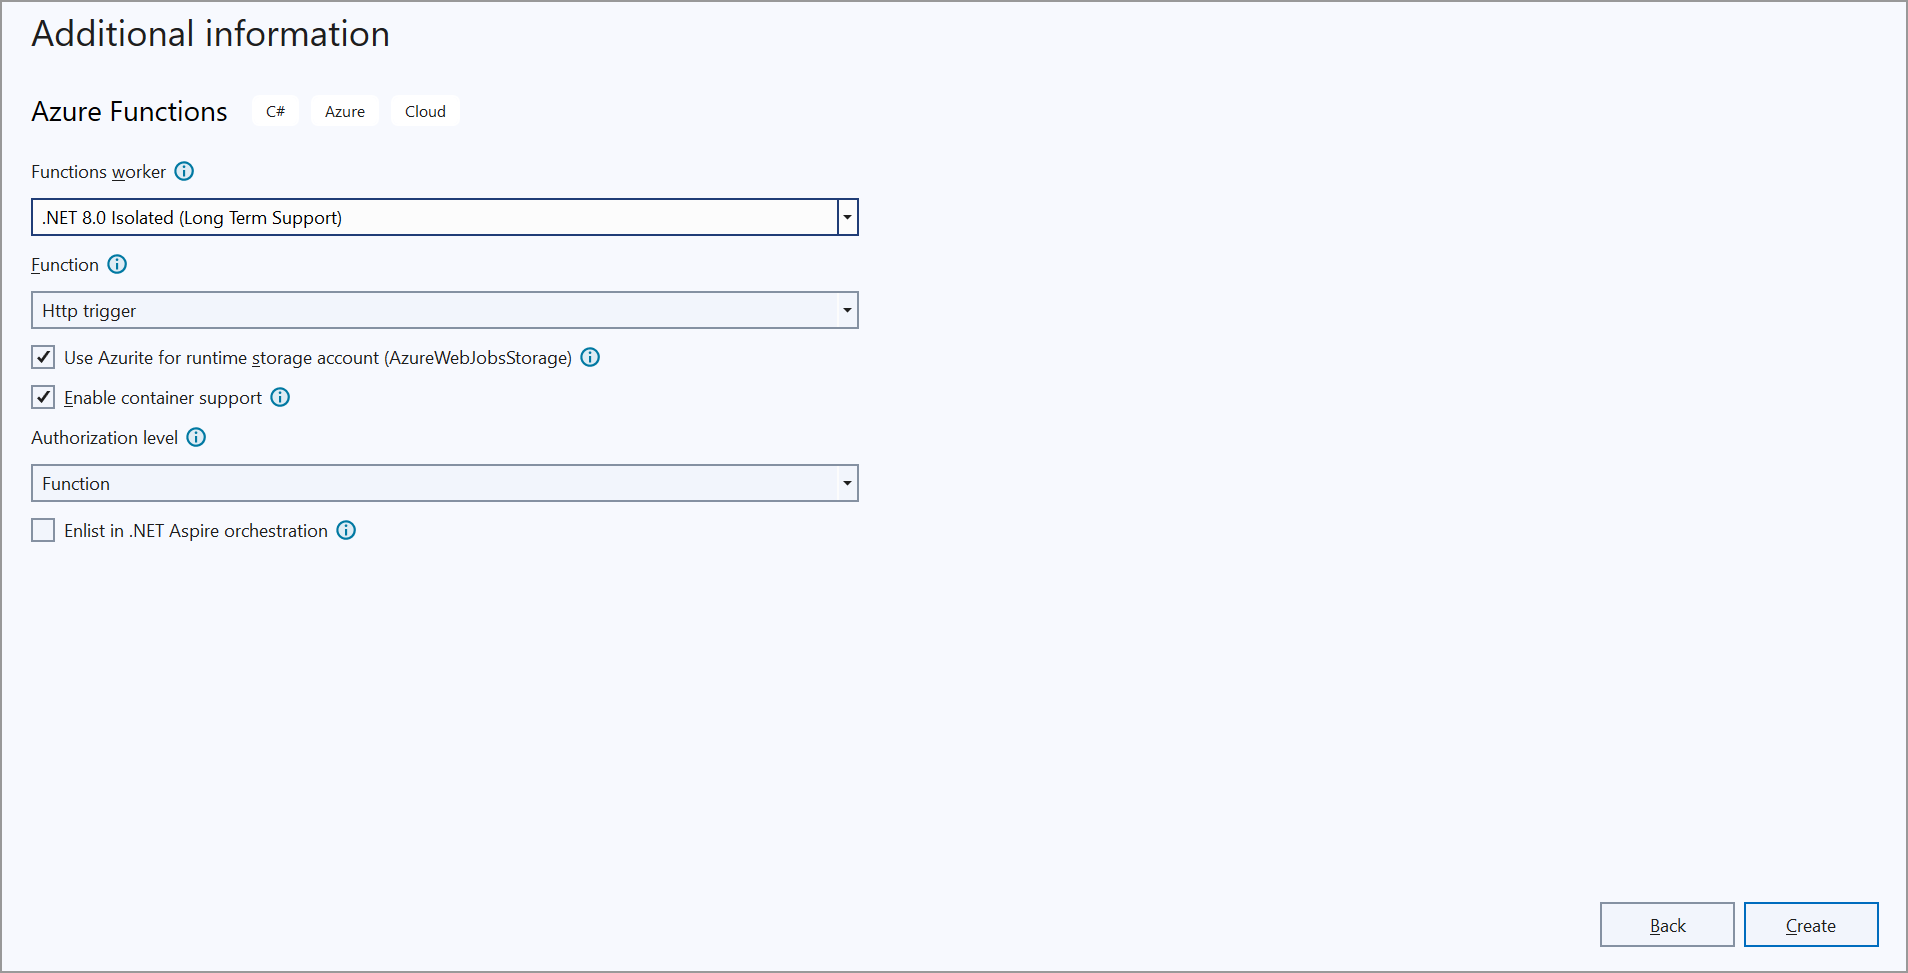 Additional information
Azure Functions C# Azure Cloud
Functions worker
.NET 8.0 Isolated (Long Term Support)
Function
Http trigger
Use Azurite for runtime storage account (AzureWebJobsStorage)
Enable container support
Authorization level
Function
Enlist in .NET Aspire orchestration
Back Create